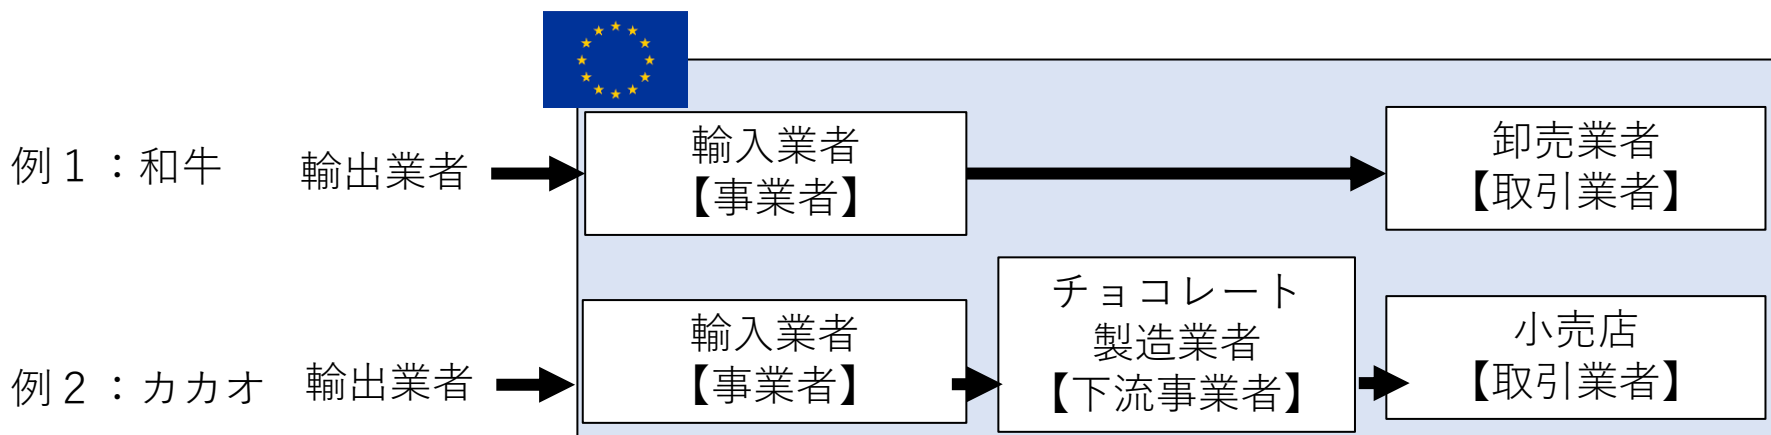 例1：和牛
輸出業者
輸入業者
【事業者】
卸売業者
【取引業者】
例2：カカオ
輸出業者
輸入業者
【事業者】
チョコレート
製造業者
【下流事業者】
小売店
【取引業者】